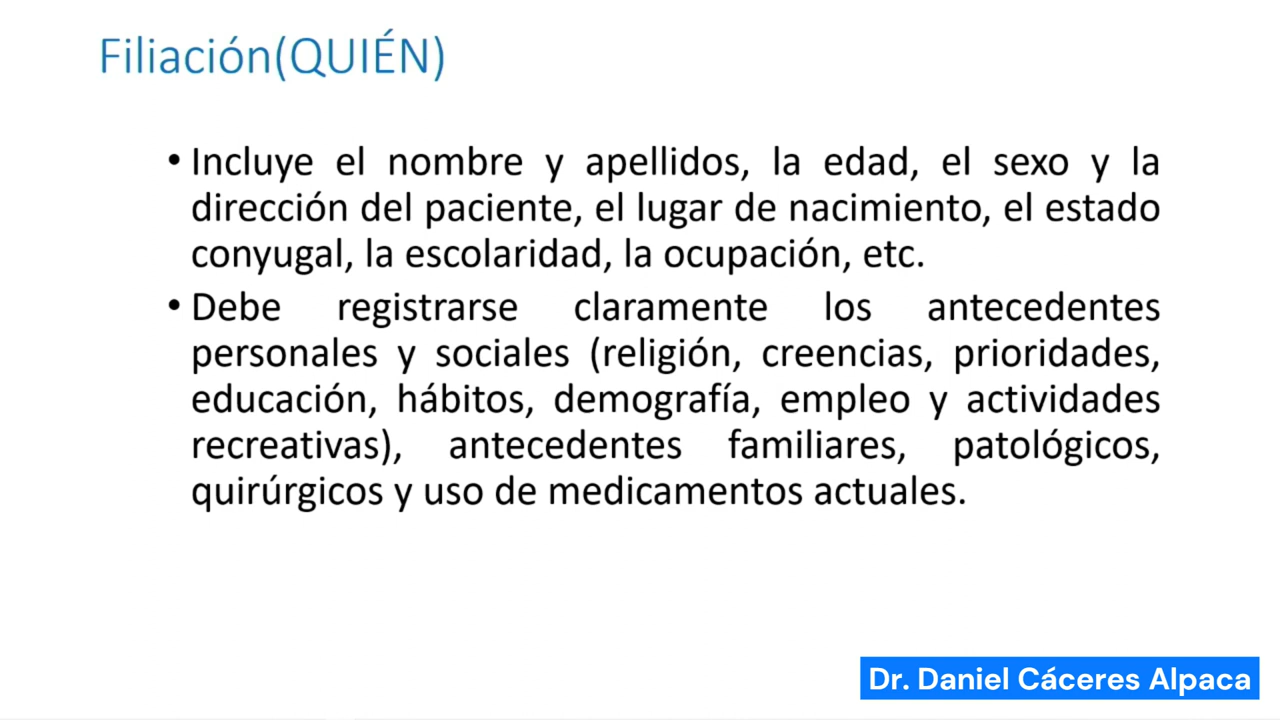 Filiación(QUIÉN)
• Incluye el nombre y apellidos, la edad, el sexo y la
dirección del paciente, el lugar de nacimiento, el estado
conyugal, la escolaridad, la ocupación, etc.
• Debe registrarse claramente los antecedentes
personales y sociales (religión, creencias, prioridades,
educación, hábitos, demografía, empleo y actividades
recreativas), antecedentes familiares, patológicos,
quirúrgicos y uso de medicamentos actuales.
Dr. Daniel Cáceres Alpaca